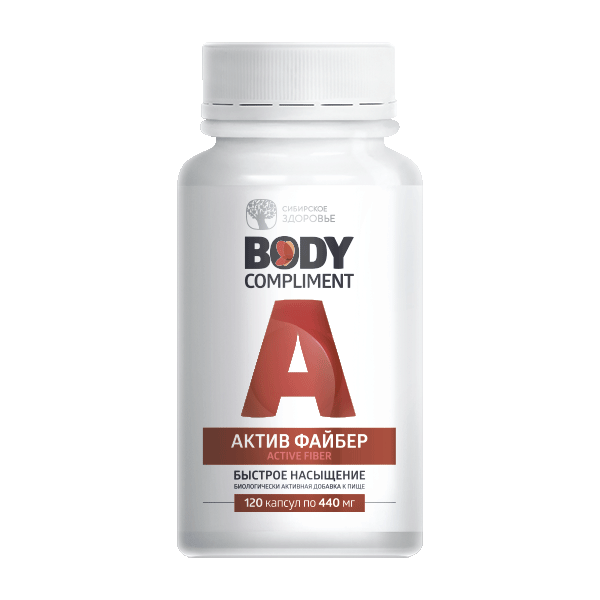 СИБИРСКОЕ
ЗДОРОВЬЕ
BODY
COMPLIMENT
A
АКТИВ ФАЙБЕР
ACTIVE FIBER
БЫСТРОЕ НАСЫЩЕНИЕ
БИОЛОГИЧЕСКИ АКТИВНАЯ ДОБАВКА К ПИЩЕ
120 капсул по 440 мг